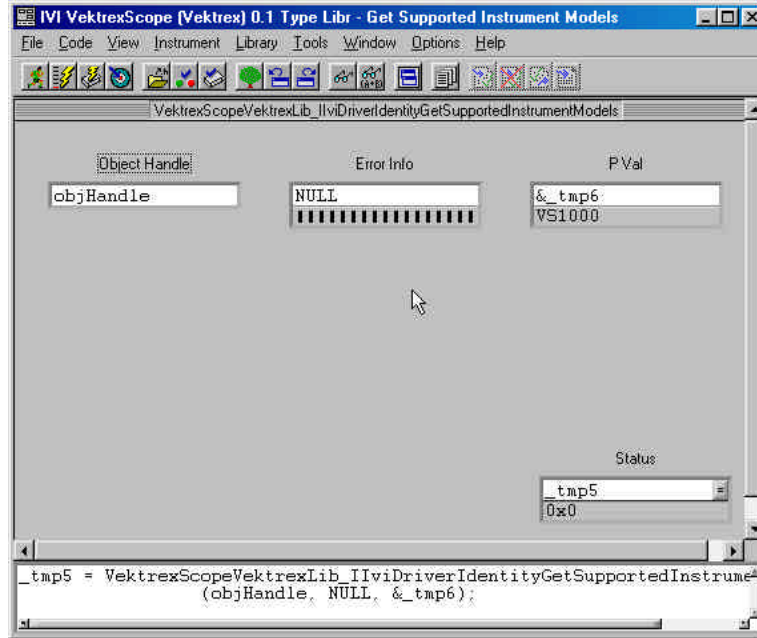 IVI VektrexScope (Vektrex) 0.1 Type Libr - Get Supported Instrument Models
File Code View Instrument Library Tools Window Options Help
VektrexScopeVektrexLib_IIviDriverIdentityGetSupportedInstrumentModels
Object Handle Error Info P Val
objHandle NULL &_tmp6
VS1000
Status
_tmp5
0x0
_tmp5 = VektrexScopeVektrexLib_IIviDriverIdentityGetSupportedInstrume
(objHandle, NULL, &_tmp6);